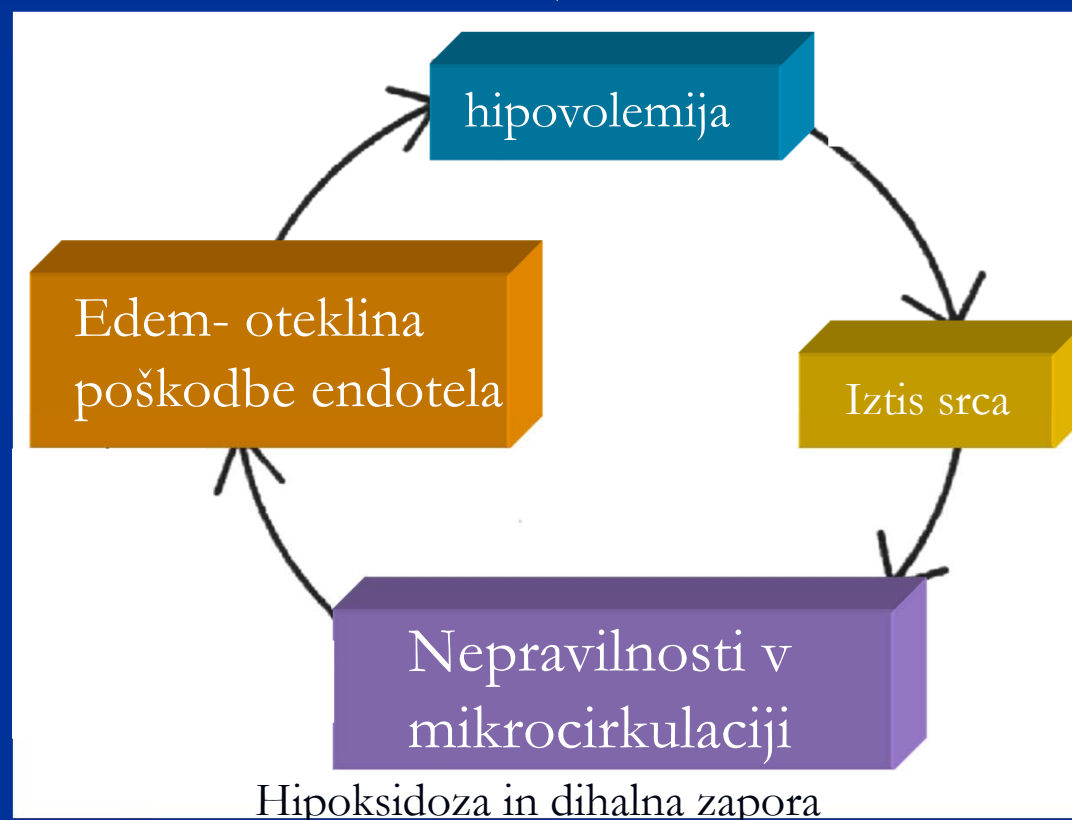 hipovolemija
Edem- oteklina
poškodbe endotela
Iztis srca
Nepravilnosti v
mikrocirkulaciji
Hipoksidoza in dihalna zapora